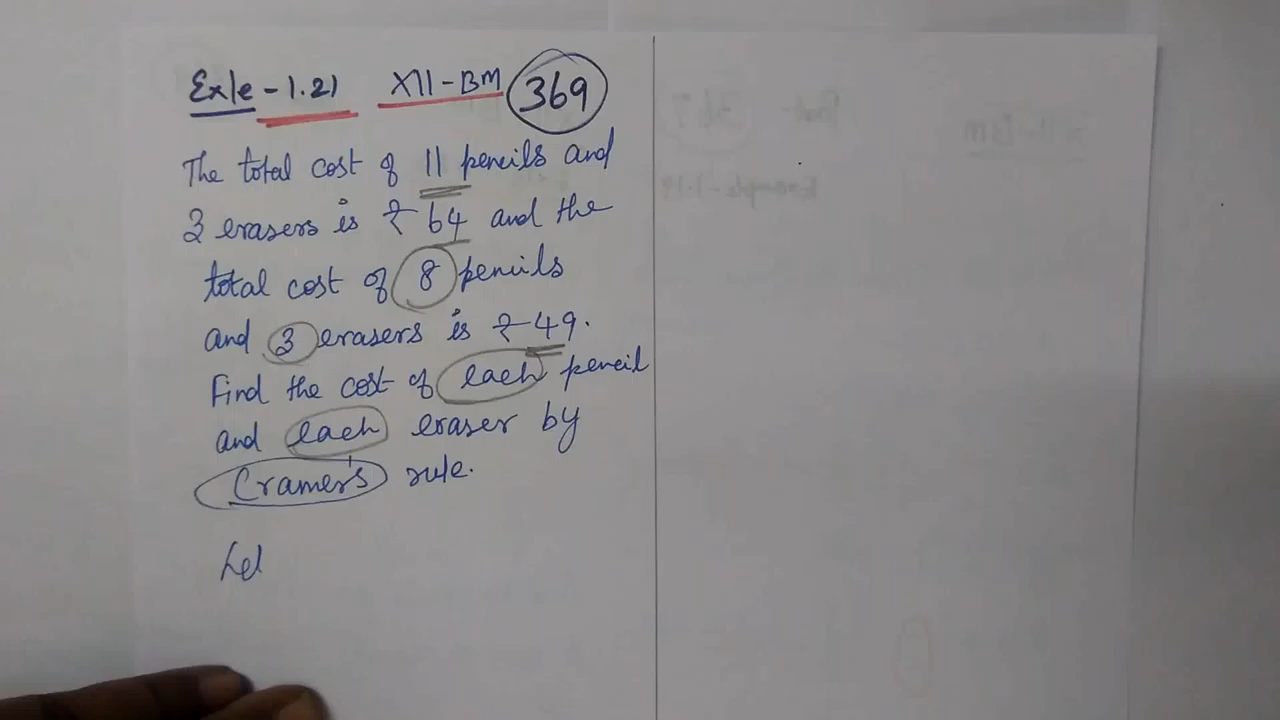 Ex/e - 1.21 XII - BM 369
The total cost of 11 pencils and
3 erasers is ₹ 64 and the
total cost of 8 pencils
and 3 erasers is ₹ 49.
Find the cost of each pencil
and each eraser by
Cramer's rule.
Let